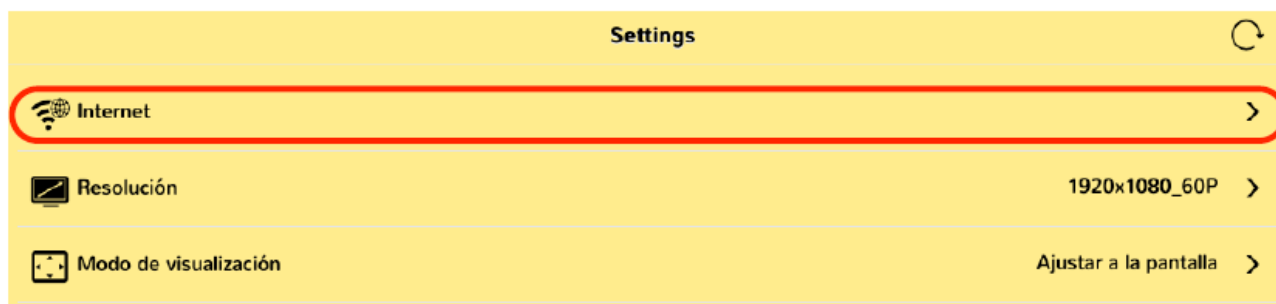 Settings
Internet
Resolución 1920x1080_60P
Modo de visualización Ajustar a la pantalla